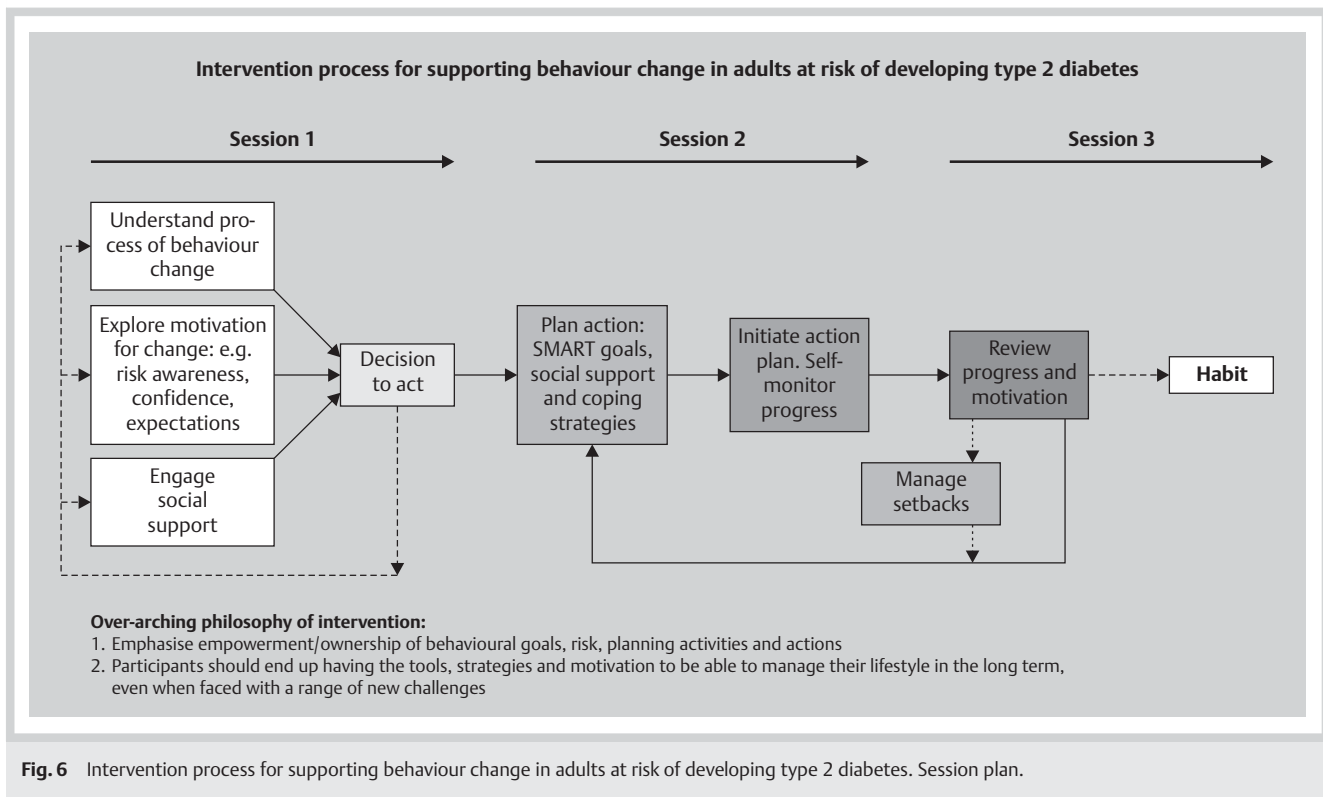 Intervention process for supporting behaviour change in adults at risk of developing type 2 diabetes
Session 1
Session 2
Session 3
Understand pro-
cess of behaviour
change
Explore motivation
for change: e.g.
risk awareness,
confidence,
expectations
Engage
social
support
Decision
to act
Plan action:
SMART goals,
social support
and coping
strategies
Initiate action
plan. Self-
monitor
progress
Review
progress and
motivation
Habit
Manage
setbacks
Over-arching philosophy of intervention:
1. Emphasise empowerment/ownership of behavioural goals, risk, planning activities and actions
2. Participants should end up having the tools, strategies and motivation to be able to manage their lifestyle in the long term,
even when faced with a range of new challenges
Fig. 6 Intervention process for supporting behaviour change in adults at risk of developing type 2 diabetes. Session plan.